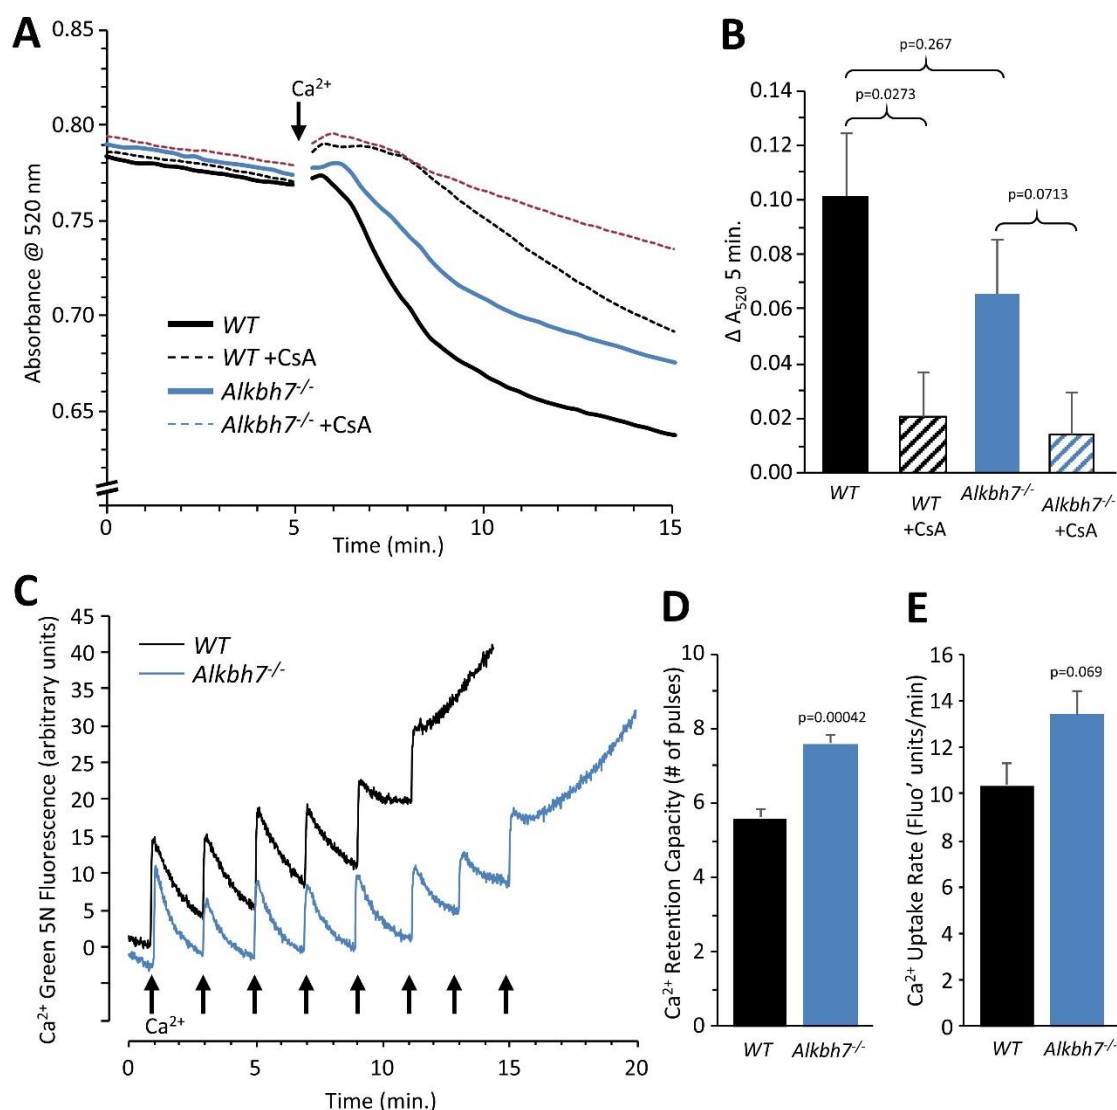 A
Absorbance @ 520 nm
0.85
0.80
0.75
0.70
0.65
Ca²⁺
WT
WT +CsA
Alkbh7⁻/⁻
Alkbh7⁻/⁻ +CsA
0 5 10 15
Time (min.)
B
p=0.267
p=0.0273
p=0.0713
Δ A₅₂₀ 5 min.
0.14
0.12
0.10
0.08
0.06
0.04
0.02
0.00
WT
WT
+CsA
Alkbh7⁻/⁻
Alkbh7⁻/⁻
+CsA
C
Ca²⁺ Green 5N Fluorescence (arbitrary units)
45
40
35
30
25
20
15
10
5
0
WT
Alkbh7⁻/⁻
Ca²⁺
0 5 10 15 20
Time (min.)
D
Ca²⁺ Retention Capacity (# of pulses)
10
8
6
4
2
0
p=0.00042
WT Alkbh7⁻/⁻
E
Ca²⁺ Uptake Rate (Fluo' units/min)
16
14
12
10
8
6
4
2
0
p=0.069
WT Alkbh7⁻/⁻